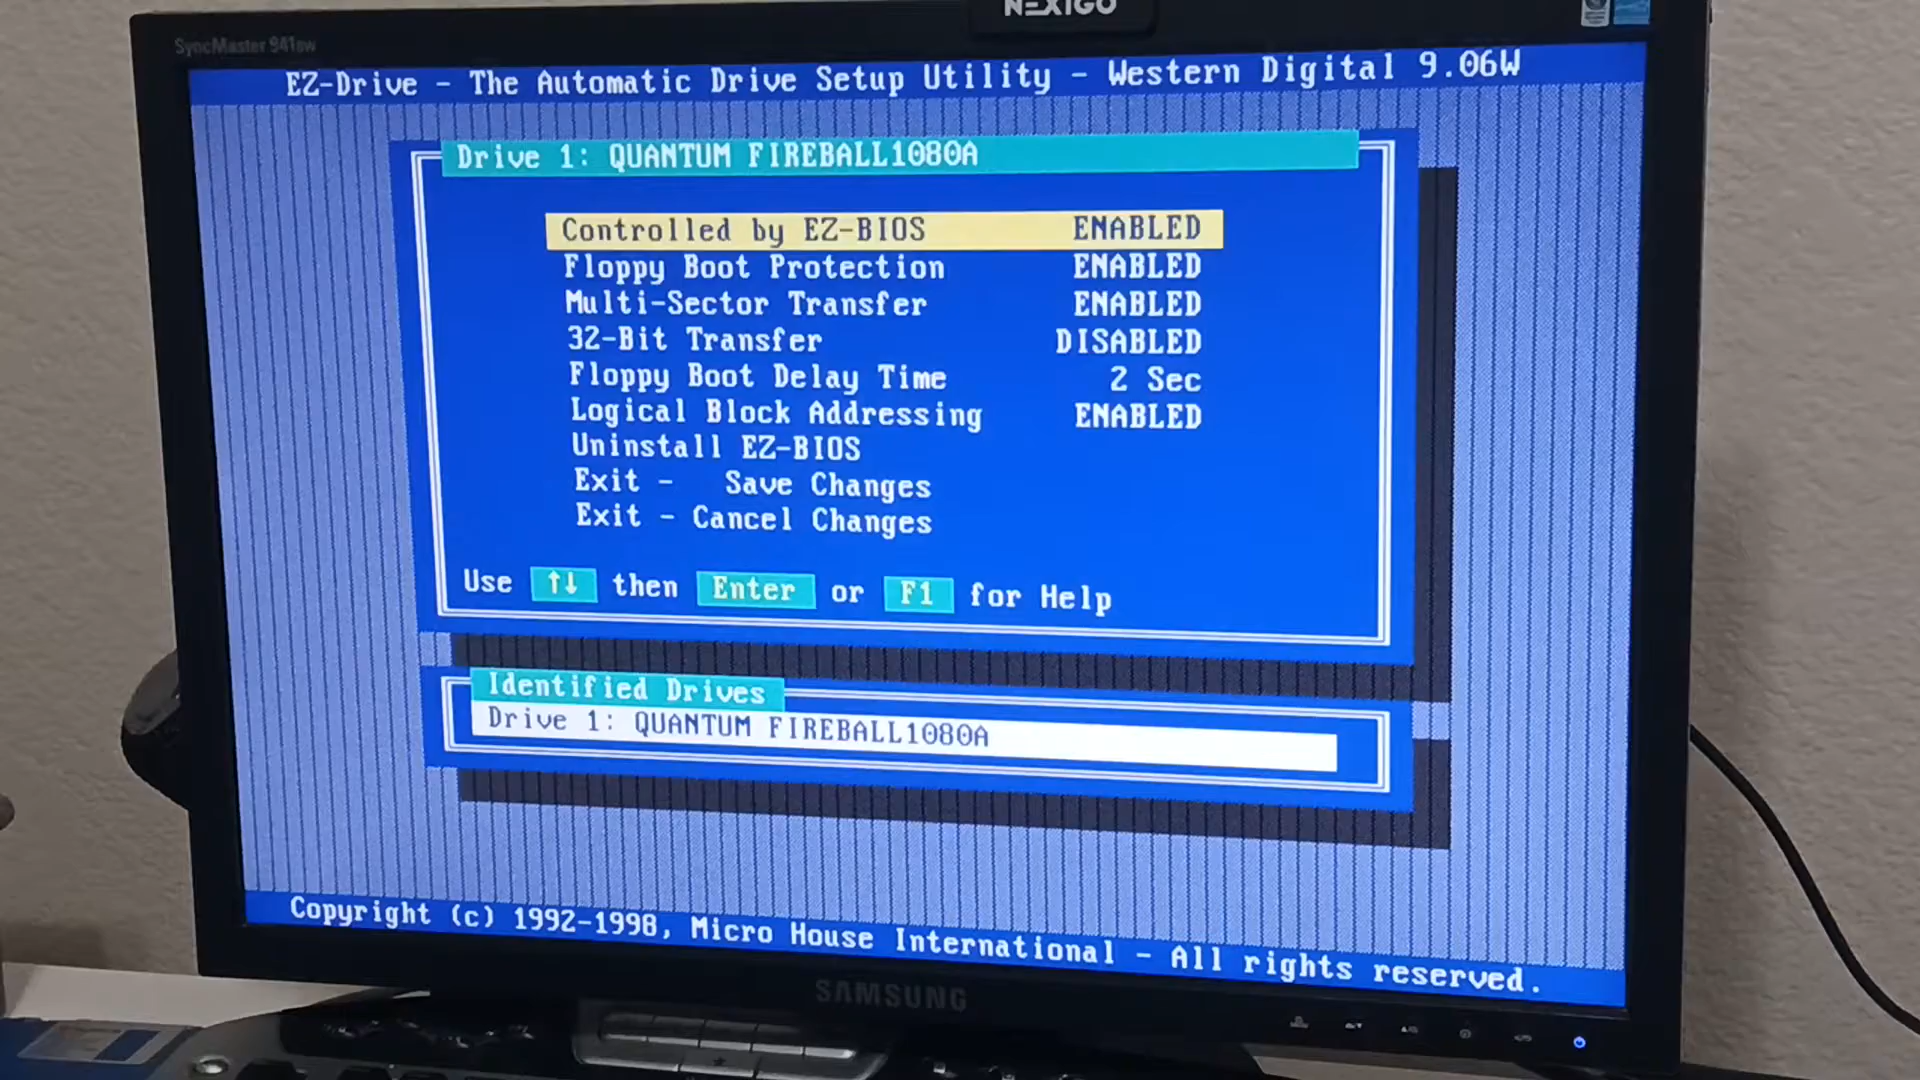 NEXIGO
SyncMaster 941BW
EZ-Drive - The Automatic Drive Setup Utility - Western Digital 9.06W
Drive 1: QUANTUM FIREBALL1080A
Controlled by EZ-BIOS ENABLED
Floppy Boot Protection ENABLED
Multi-Sector Transfer ENABLED
32-Bit Transfer DISABLED
Floppy Boot Delay Time 2 Sec
Logical Block Addressing ENABLED
Uninstall EZ-BIOS
Exit - Save Changes
Exit - Cancel Changes
Use ↑↓ then Enter or F1 for Help
Identified Drives
Drive 1: QUANTUM FIREBALL1080A
Copyright (c) 1992-1998, Micro House International - All rights reserved.
SAMSUNG